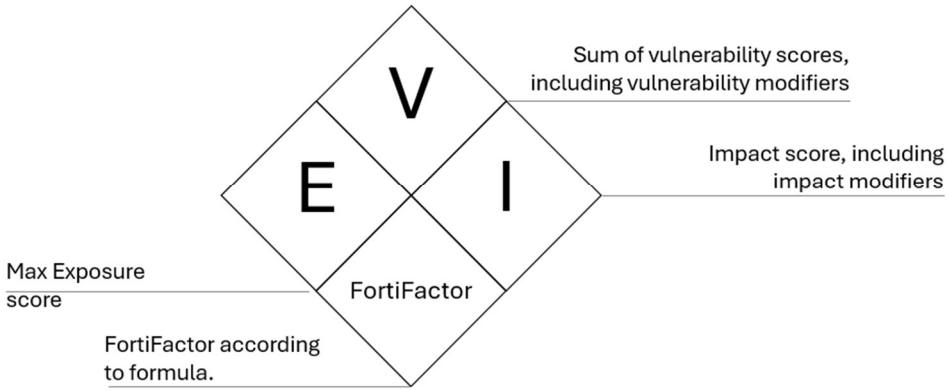 V
Sum of vulnerability scores,
including vulnerability modifiers
E
I
Impact score, including
impact modifiers
Max Exposure
score
FortiFactor
FortiFactor according
to formula.